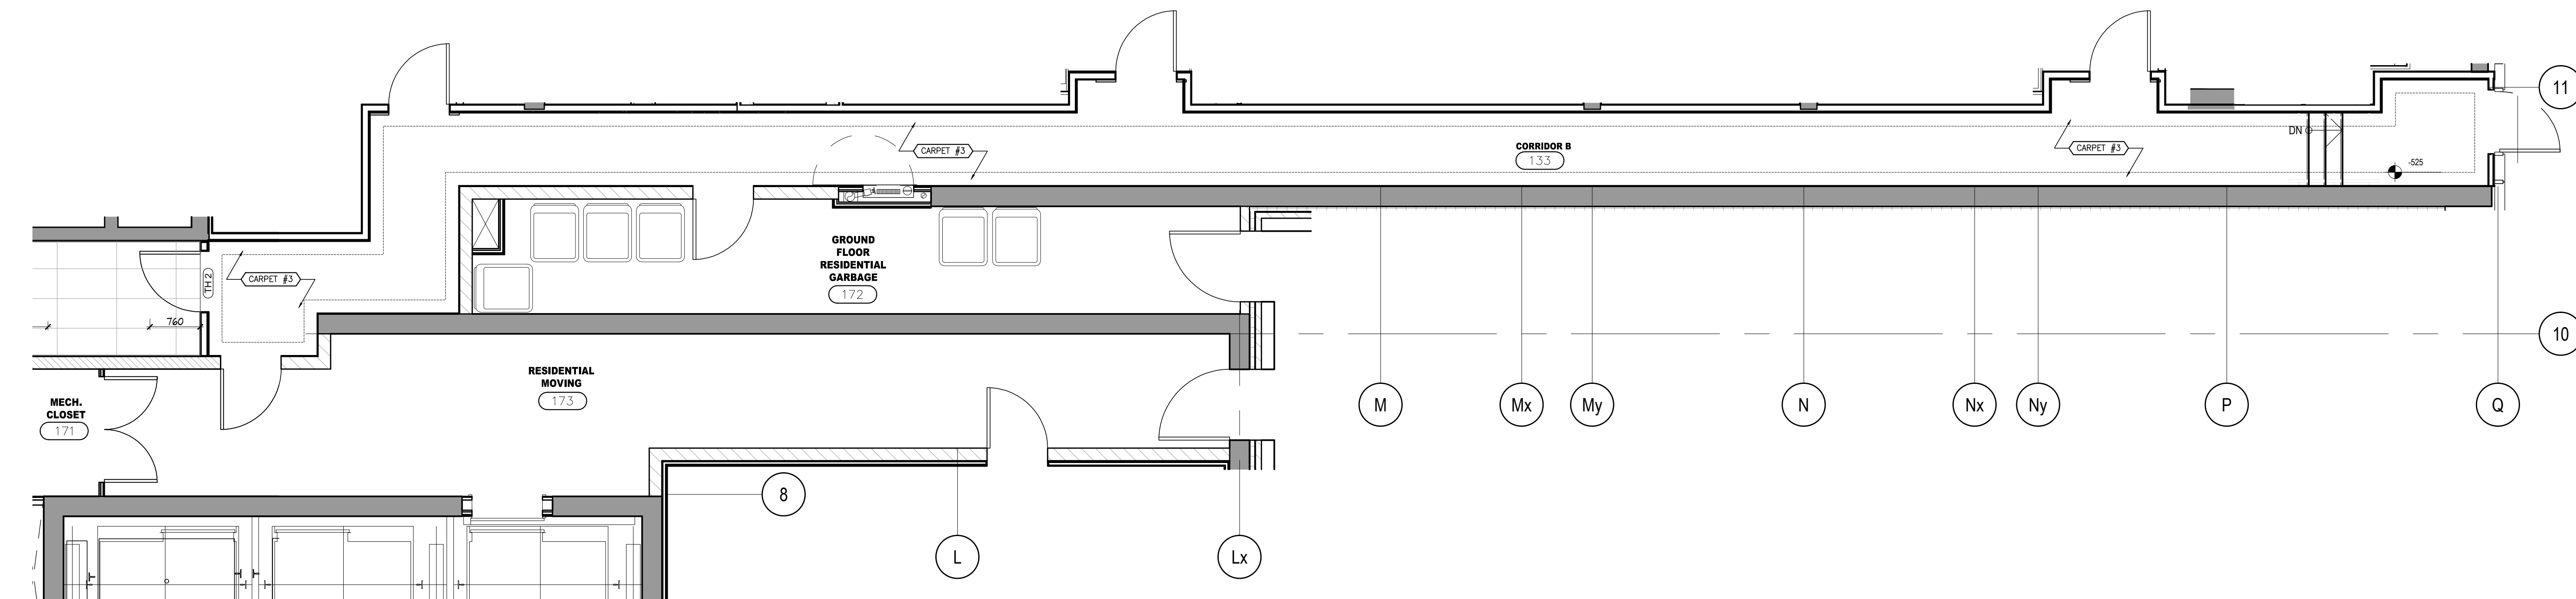 11
CORRIDOR B
133
CARPET #3
CARPET #3
DN
-525
GROUND
FLOOR
RESIDENTIAL
GARBAGE
172
TH 2
CARPET #3
760
10
RESIDENTIAL
MOVING
173
MECH.
CLOSET
171
M
Mx
My
N
Nx
Ny
P
Q
8
L
Lx